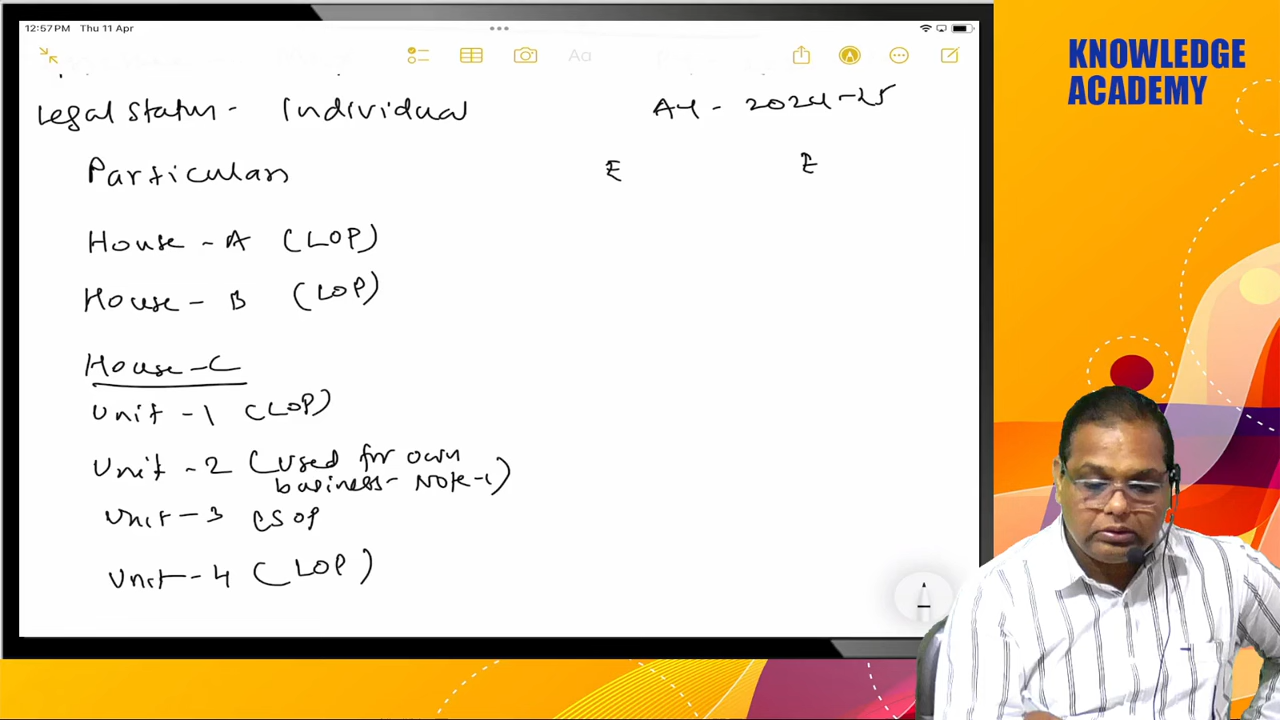 12:57 PM Thu 11 Apr
KNOWLEDGE
ACADEMY
Aa
Legal Status - Individual AY - 2024-25
Particulars ₹ ₹
House - A (LOP)
House - B (LOP)
House - C
Unit - 1 (LOP)
Unit - 2 (Used for own
business - Note - 1)
Unit - 3 (SOP
Unit - 4 (LOP)